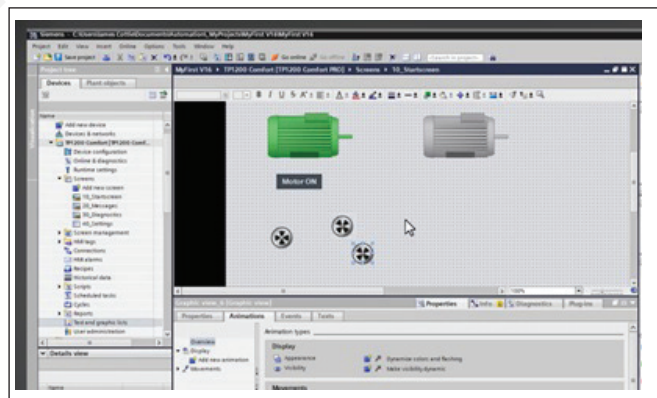 Siemens - C:\Users\James Cottle\Documents\Automation\_MyProjects\MyFirst V16\MyFirst V16
Project Edit View Insert Online Options Tools Window Help
Save project
Go online
Go offline
Project tree
MyFirst V16 ▸ TP1200 Comfort [TP1200 Comfort PRO] ▸ Screens ▸ 10_Startscreen
Devices
Plant objects
Name
Add new device
Devices & networks
TP1200 Comfort [TP1200 Comf...
Device configuration
Online & diagnostics
Runtime settings
Screens
Add new screen
10_Startscreen
20_Messages
30_Diagnostics
40_Settings
Screen management
HMI tags
Connections
HMI alarms
Recipes
Historical data
Scripts
Scheduled tasks
Cycles
Reports
Text and graphic lists
User administration
Details view
Name
Visualization
Motor ON
100%
Graphic view_6 [Graphic view]
Properties
Info
Diagnostics
Plug-ins
Properties
Animations
Events
Texts
Overview
Display
Add new animation
Movements
Animation types
Display
Appearance
Dynamize colors and flashing
Visibility
Make visibility dynamic
Movements